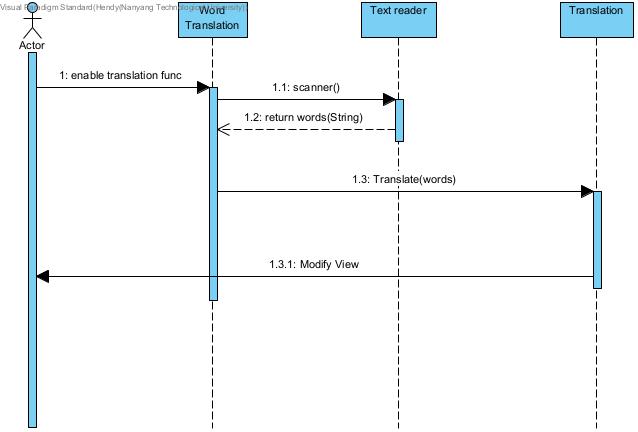 Visual Paradigm Standard(Hendy(Nanyang Technological University))
Word
Translation
Text reader
Translation
Actor
1: enable translation func
1.1: scanner()
1.2: return words(String)
1.3: Translate(words)
1.3.1: Modify View